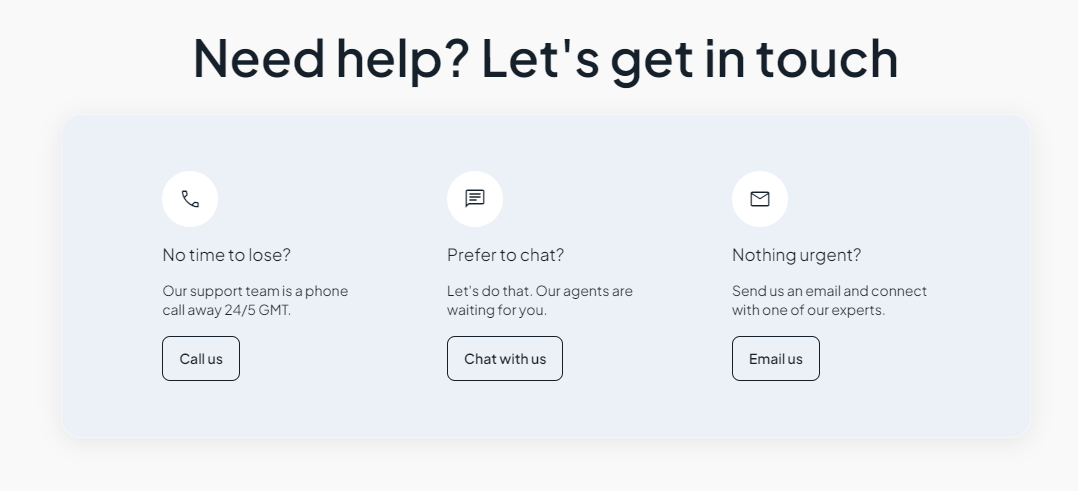 Need help? Let's get in touch
No time to lose?
Our support team is a phone
call away 24/5 GMT.
Call us
Prefer to chat?
Let's do that. Our agents are
waiting for you.
Chat with us
Nothing urgent?
Send us an email and connect
with one of our experts.
Email us